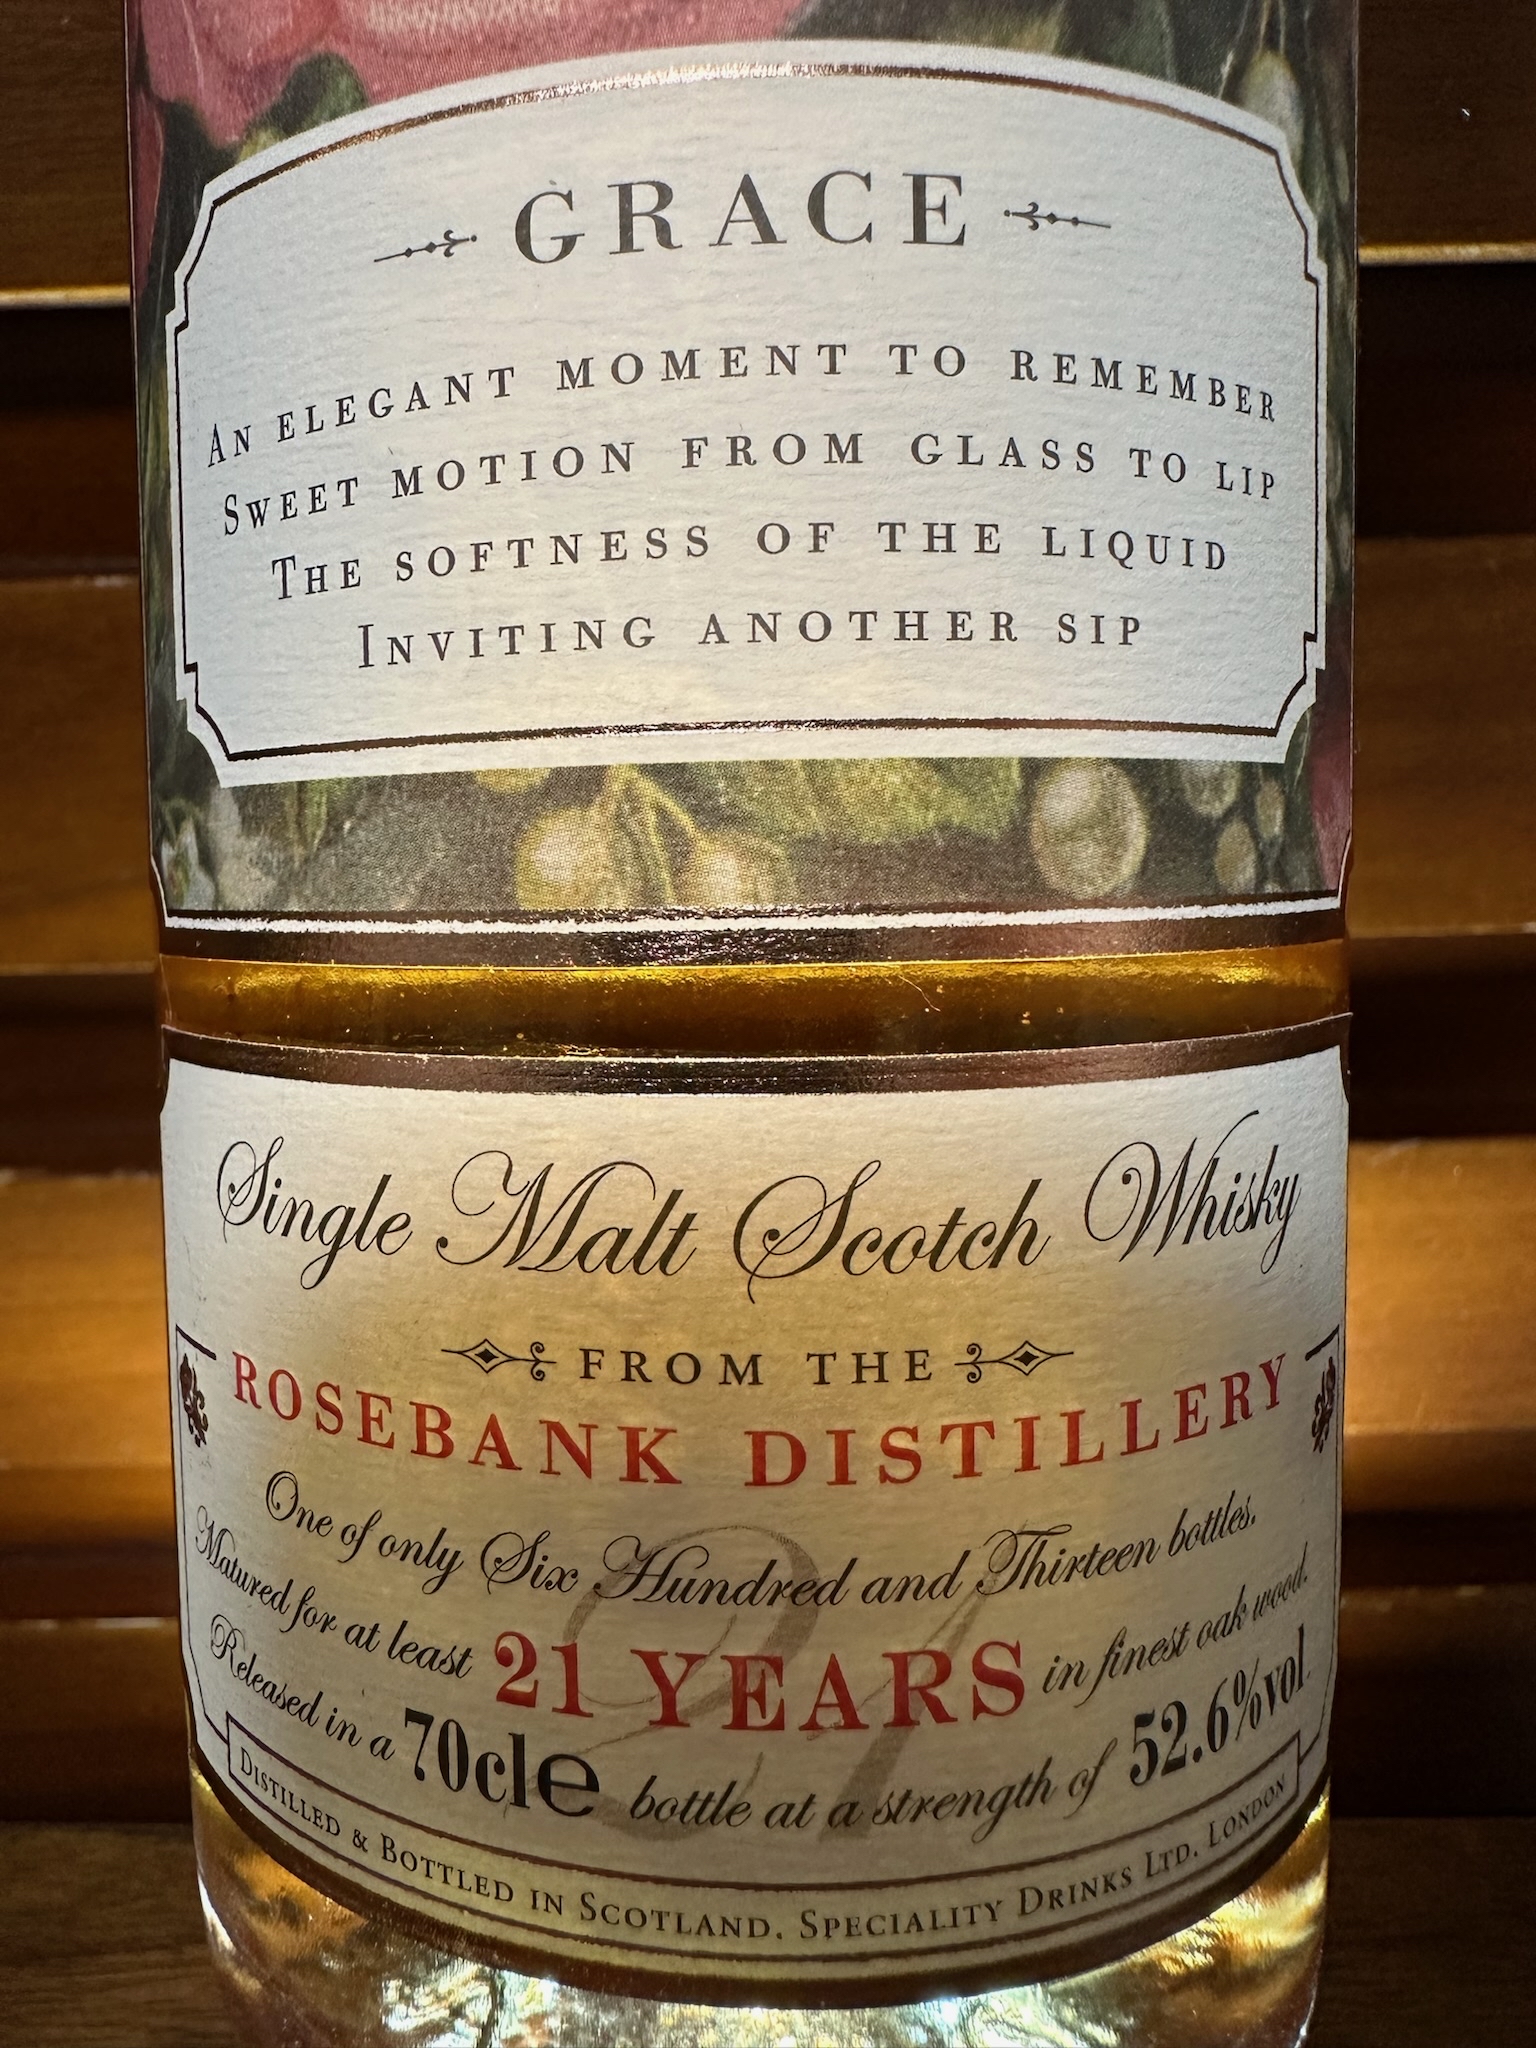 GRACE
AN ELEGANT MOMENT TO REMEMBER
SWEET MOTION FROM GLASS TO LIP
THE SOFTNESS OF THE LIQUID
INVITING ANOTHER SIP
Single Malt Scotch Whisky
FROM THE
ROSEBANK DISTILLERY
One of only Six Hundred and Thirteen bottles.
Matured for at least 21 YEARS in finest oak wood.
Released in a 70cle bottle at a strength of 52.6%vol
21
DISTILLED & BOTTLED IN SCOTLAND. SPECIALITY DRINKS LTD. LONDON